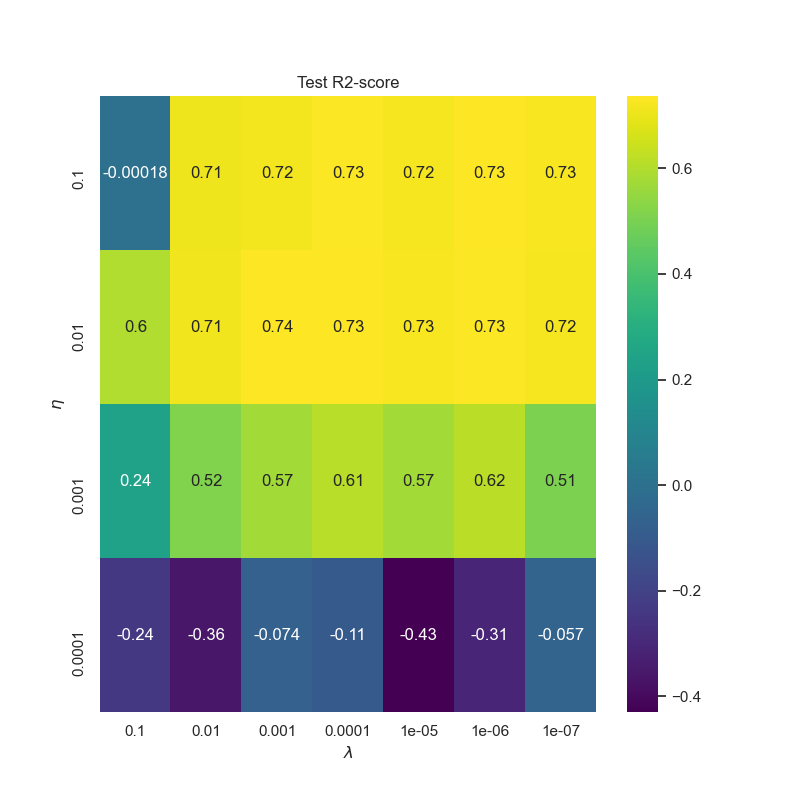 Test R2-score
0.1 -0.00018 0.71 0.72 0.73 0.72 0.73 0.73
0.01 0.6 0.71 0.74 0.73 0.73 0.73 0.72
η
0.001 0.24 0.52 0.57 0.61 0.57 0.62 0.51
0.0001 -0.24 -0.36 -0.074 -0.11 -0.43 -0.31 -0.057
0.1 0.01 0.001 0.0001 1e-05 1e-06 1e-07
λ
0.6
0.4
0.2
0.0
−0.2
−0.4